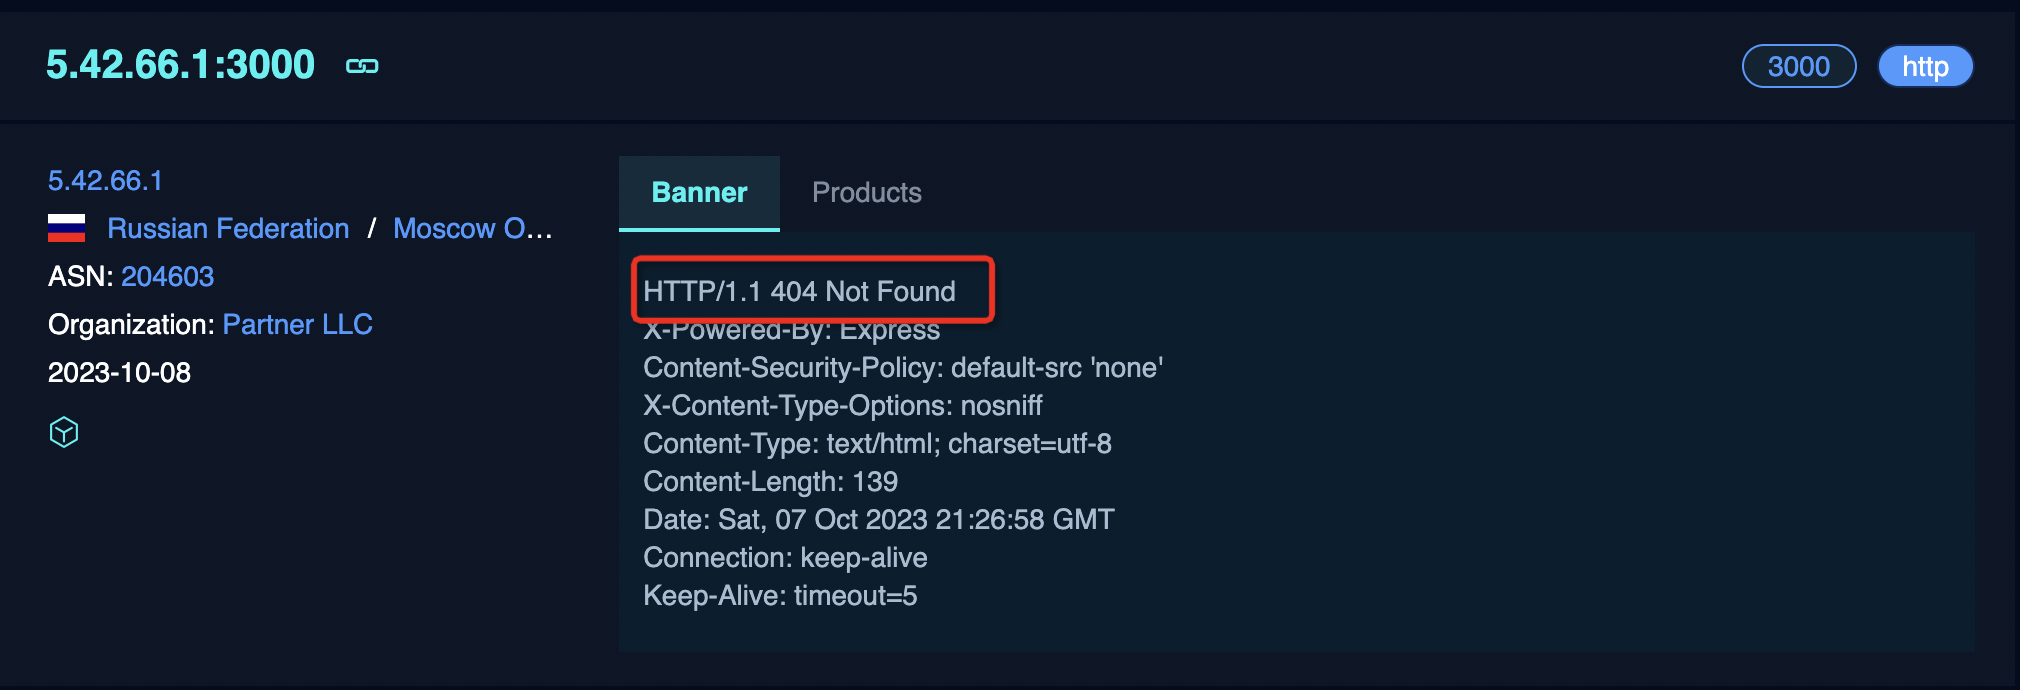 5.42.66.1:3000
3000 http
5.42.66.1
Russian Federation / Moscow O...
ASN: 204603
Organization: Partner LLC
2023-10-08
Banner Products
HTTP/1.1 404 Not Found
X-Powered-By: Express
Content-Security-Policy: default-src 'none'
X-Content-Type-Options: nosniff
Content-Type: text/html; charset=utf-8
Content-Length: 139
Date: Sat, 07 Oct 2023 21:26:58 GMT
Connection: keep-alive
Keep-Alive: timeout=5